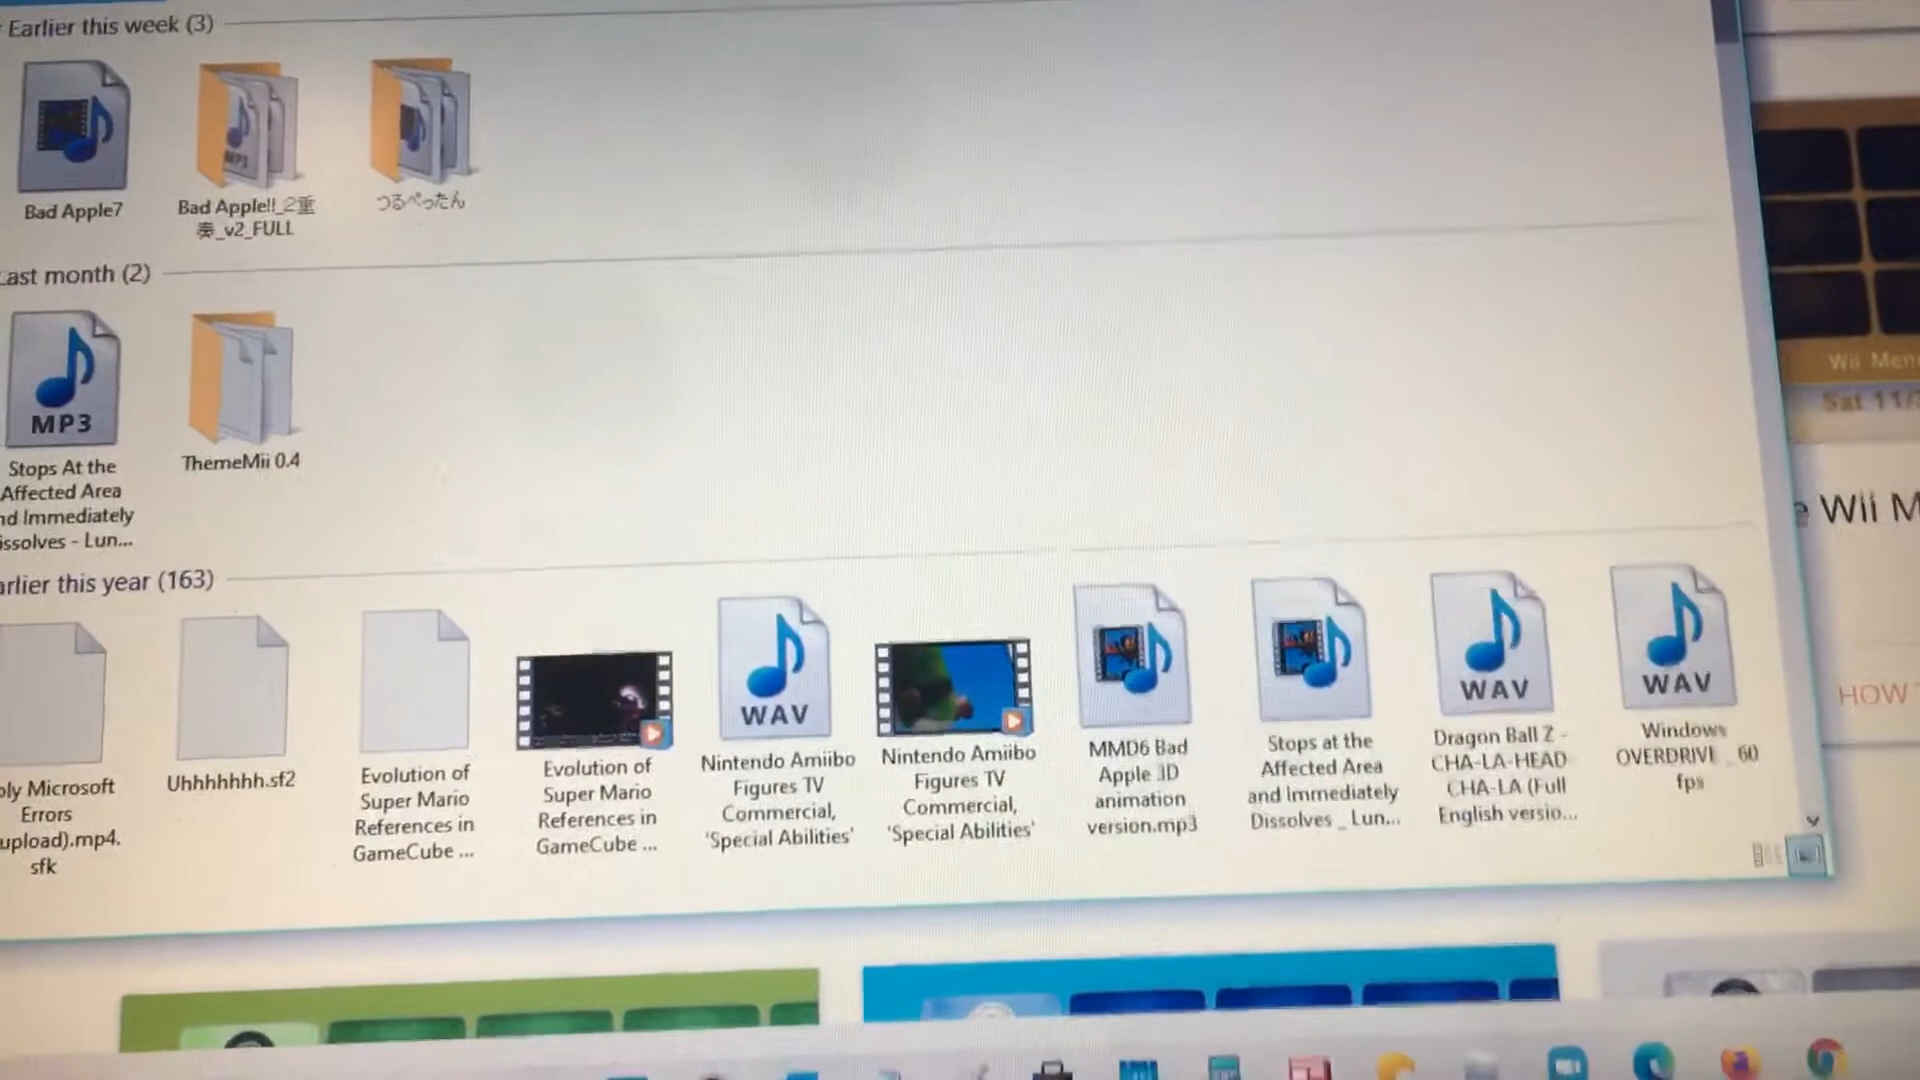 Earlier this week (3)
Bad Apple7
Bad Apple!!_2重
奏_v2_FULL
つるぺったん
Last month (2)
MP3
MP3
Stops At the
Affected Area
nd Immediately
issolves - Lun...
ThemeMii 0.4
arlier this year (163)
oly Microsoft
Errors
upload).mp4.
sfk
Uhhhhhhh.sf2
Evolution of
Super Mario
References in
GameCube ...
Evolution of
Super Mario
References in
GameCube ...
WAV
Nintendo Amiibo
Figures TV
Commercial,
'Special Abilities'
Nintendo Amiibo
Figures TV
Commercial,
'Special Abilities'
MMD6 Bad
Apple 3D
animation
version.mp3
Stops at the
Affected Area
and Immediately
Dissolves _ Lun...
WAV
Dragon Ball Z -
CHA-LA-HEAD
CHA-LA (Full
English versio...
WAV
Windows
OVERDRIVE _ 60
fps
Wii Men
Sat 11/
e Wii M
HOW T